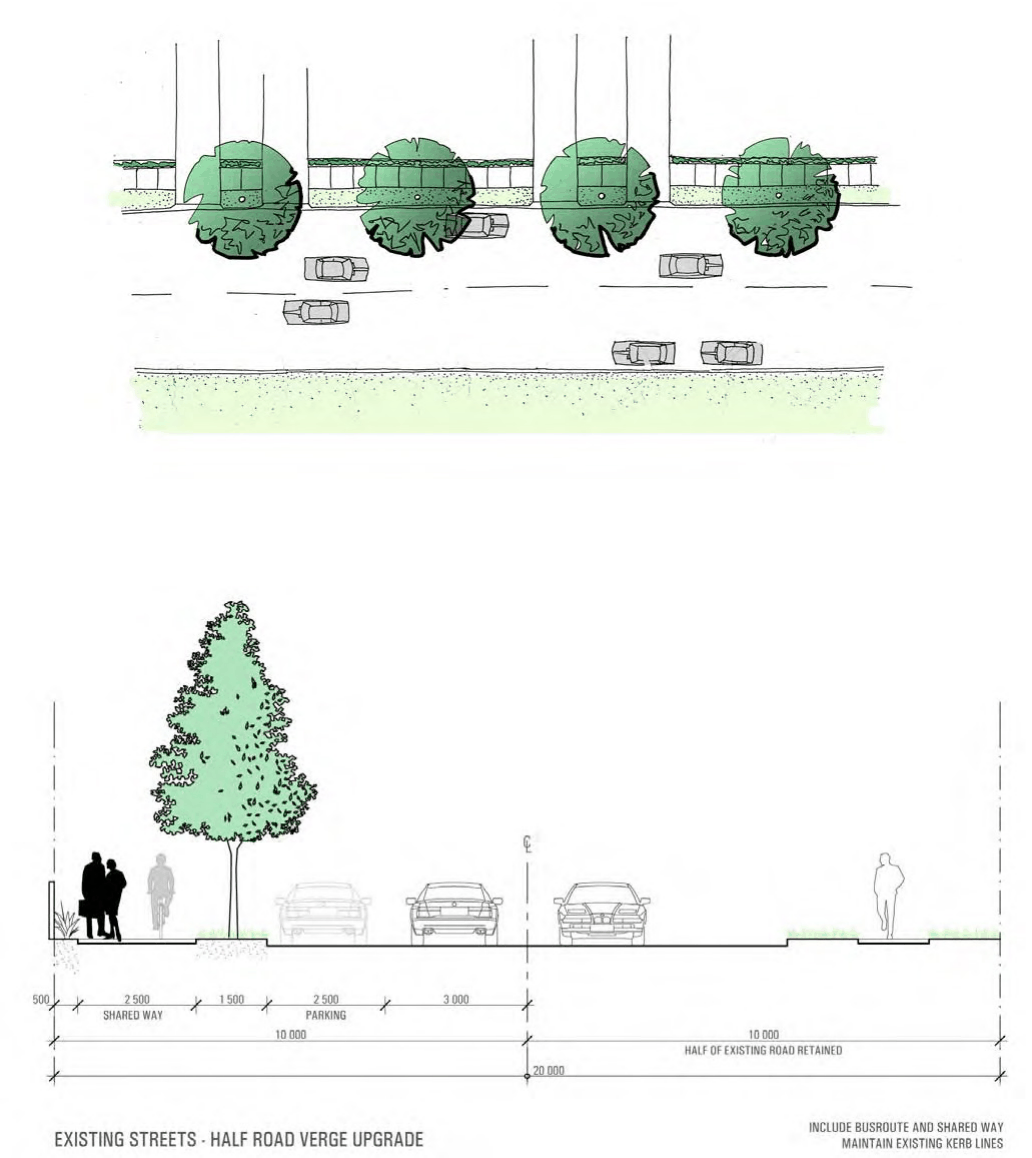 ℄
500
2 500
1 500
2 500
3 000
SHARED WAY
PARKING
10 000
10 000
HALF OF EXISTING ROAD RETAINED
20 000
EXISTING STREETS - HALF ROAD VERGE UPGRADE
INCLUDE BUSROUTE AND SHARED WAY
MAINTAIN EXISTING KERB LINES